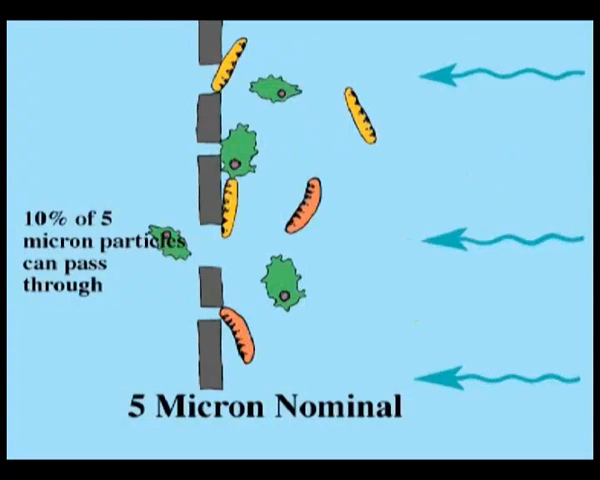 10% of 5
micron particles
can pass
through
5 Micron Nominal